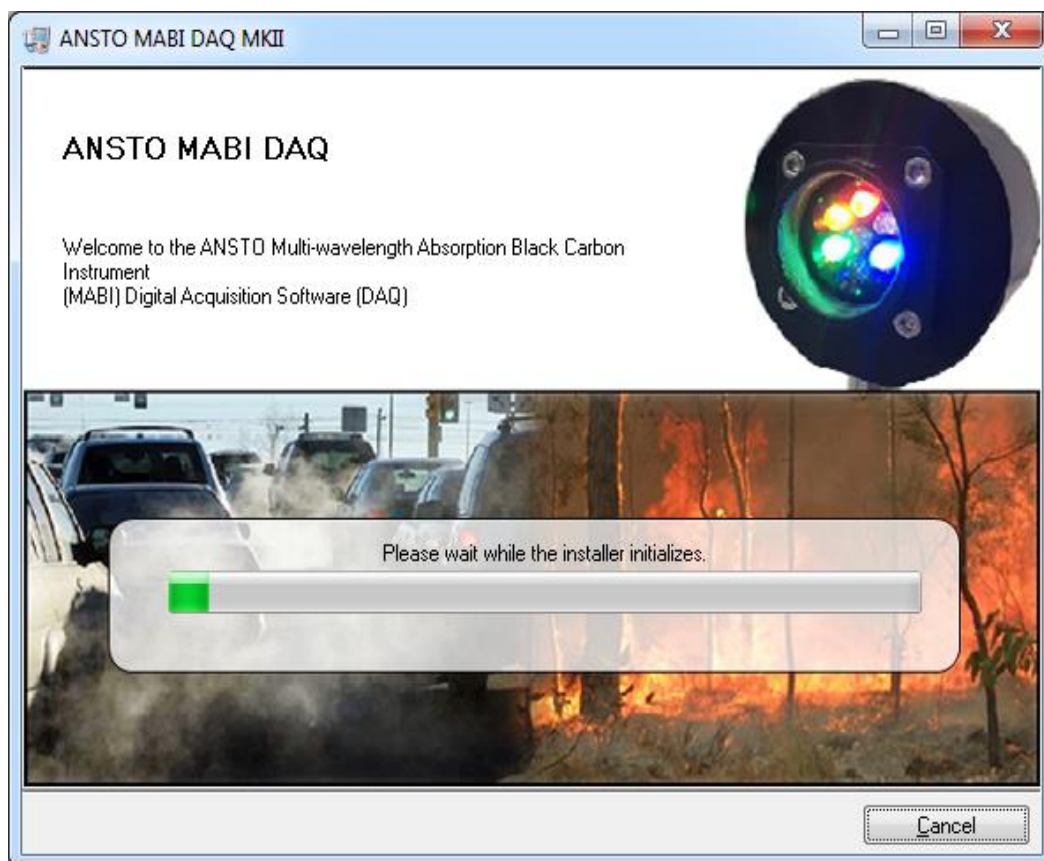 ANSTO MABI DAQ MKII
ANSTO MABI DAQ
Welcome to the ANSTO Multi-wavelength Absorption Black Carbon
Instrument
(MABI) Digital Acquisition Software (DAQ)
Please wait while the installer initializes.
Cancel